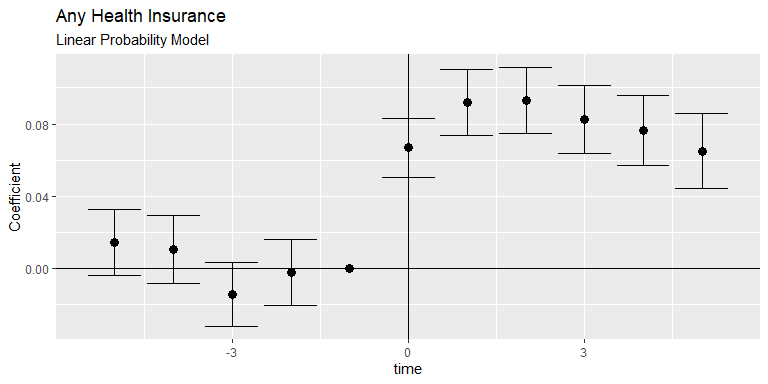 Any Health Insurance
Linear Probability Model
Coefficient
0.08
0.04
0.00
-3
0
3
time